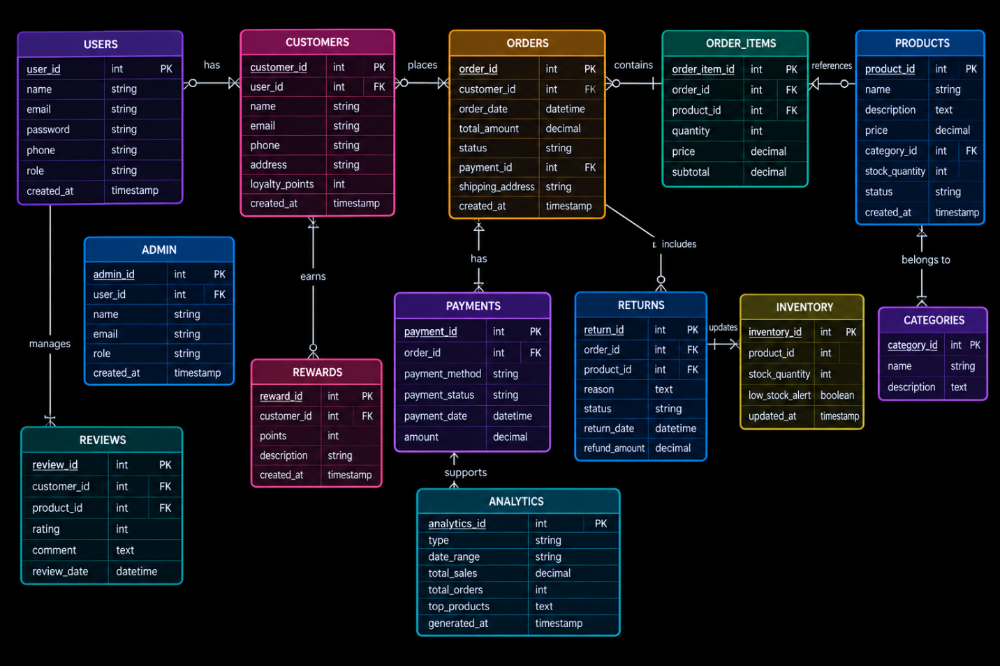 USERS
user_id int PK
name string
email string
password string
phone string
role string
created_at timestamp
has
CUSTOMERS
customer_id int PK
user_id int FK
name string
email string
phone string
address string
loyalty_points int
created_at timestamp
places
ORDERS
order_id int PK
customer_id int FK
order_date datetime
total_amount decimal
status string
payment_id int FK
shipping_address string
created_at timestamp
contains
ORDER_ITEMS
order_item_id int PK
order_id int FK
product_id int FK
quantity int
price decimal
subtotal decimal
references
PRODUCTS
product_id int PK
name string
description text
price decimal
category_id int FK
stock_quantity int
status string
created_at timestamp
ADMIN
admin_id int PK
user_id int FK
name string
email string
role string
created_at timestamp
manages
earns
has
includes
belongs to
REVIEWS
review_id int PK
customer_id int FK
product_id int FK
rating int
comment text
review_date datetime
REWARDS
reward_id int PK
customer_id int FK
points int
description string
created_at timestamp
PAYMENTS
payment_id int PK
order_id int FK
payment_method string
payment_status string
payment_date datetime
amount decimal
supports
RETURNS
return_id int PK
order_id int FK
product_id int FK
reason text
status string
return_date datetime
refund_amount decimal
updates
INVENTORY
inventory_id int PK
product_id int
stock_quantity int
low_stock_alert boolean
updated_at timestamp
CATEGORIES
category_id int PK
name string
description text
ANALYTICS
analytics_id int PK
type string
date_range string
total_sales decimal
total_orders int
top_products text
generated_at timestamp